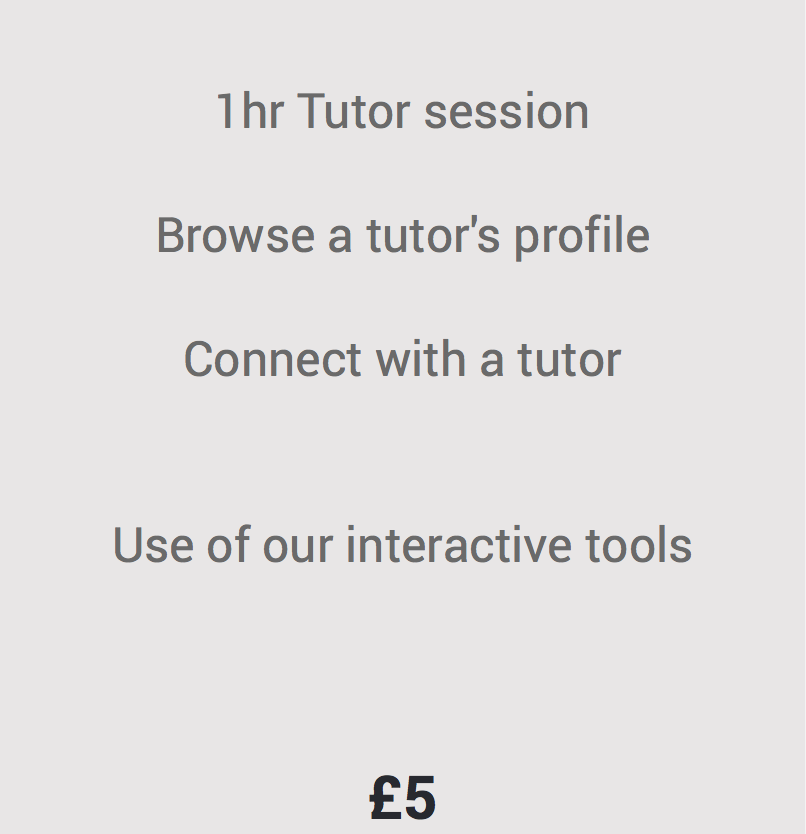 1hr Tutor session
Browse a tutor's profile
Connect with a tutor
Use of our interactive tools
£5